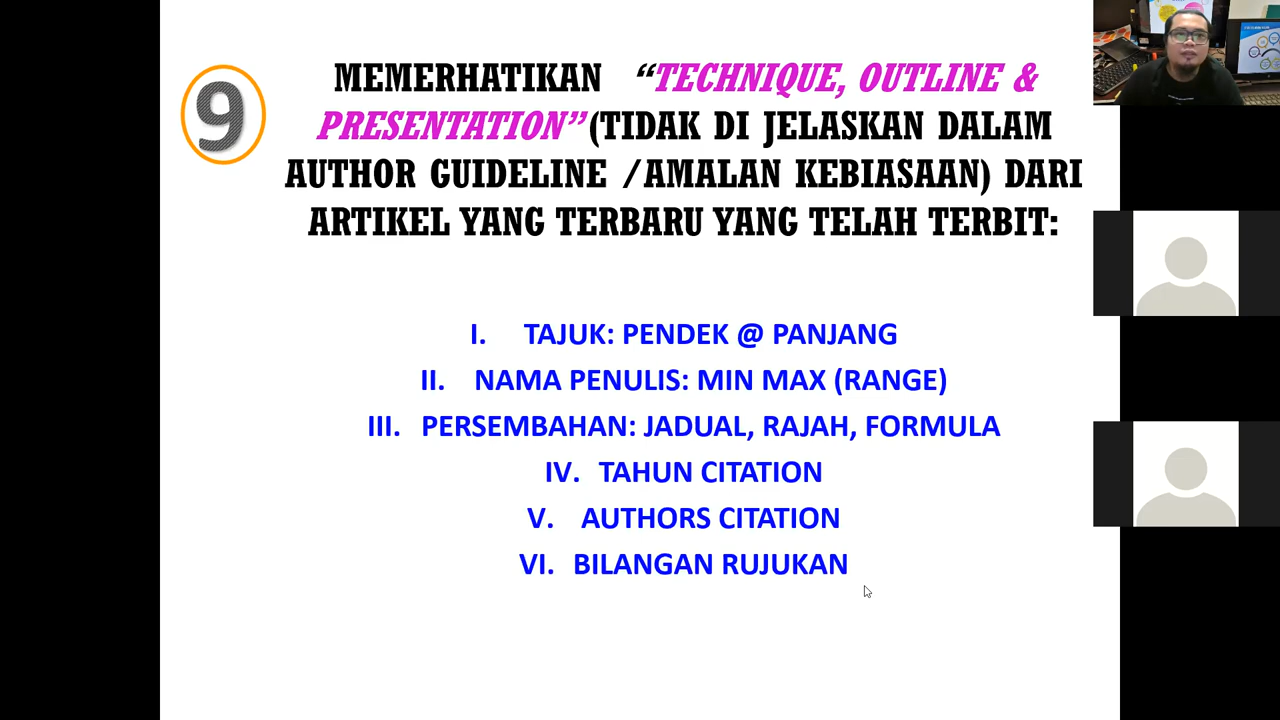 9
MEMERHATIKAN “TECHNIQUE, OUTLINE &
PRESENTATION”(TIDAK DI JELASKAN DALAM
AUTHOR GUIDELINE /AMALAN KEBIASAAN) DARI
ARTIKEL YANG TERBARU YANG TELAH TERBIT:
I. TAJUK: PENDEK @ PANJANG
II. NAMA PENULIS: MIN MAX (RANGE)
III. PERSEMBAHAN: JADUAL, RAJAH, FORMULA
IV. TAHUN CITATION
V. AUTHORS CITATION
VI. BILANGAN RUJUKAN